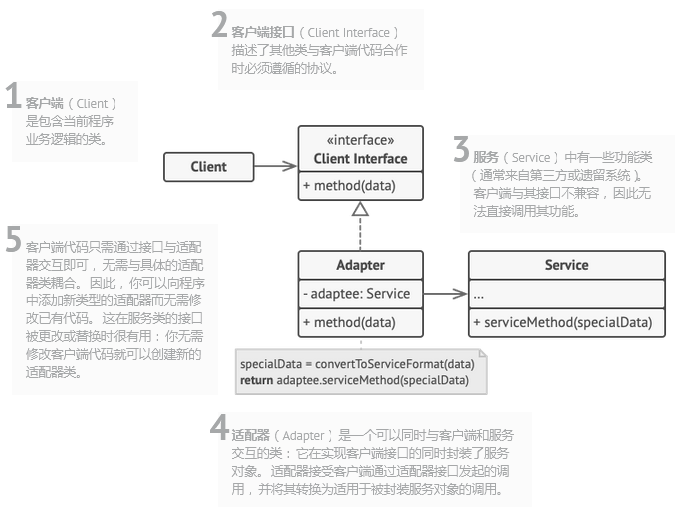 2
客户端接口（Client Interface）
描述了其他类与客户端代码合作
时必须遵循的协议。
1
客户端（Client）
是包含当前程序
业务逻辑的类。
Client
«interface»
Client Interface
+ method(data)
3
服务（Service）中有一些功能类
（通常来自第三方或遗留系统）。
客户端与其接口不兼容，因此无
法直接调用其功能。
5
客户端代码只需通过接口与适配
器交互即可，无需与具体的适配
器类耦合。因此，你可以向程序
中添加新类型的适配器而无需修
改已有代码。这在服务类的接口
被更改或替换时很有用：你无需
修改客户端代码就可以创建新的
适配器类。
Adapter
- adaptee: Service
+ method(data)
Service
...
+ serviceMethod(specialData)
specialData = convertToServiceFormat(data)
return adaptee.serviceMethod(specialData)
4
适配器（Adapter）是一个可以同时与客户端和服务
交互的类：它在实现客户端接口的同时封装了服务
对象。适配器接受客户端通过适配器接口发起的调
用，并将其转换为适用于被封装服务对象的调用。